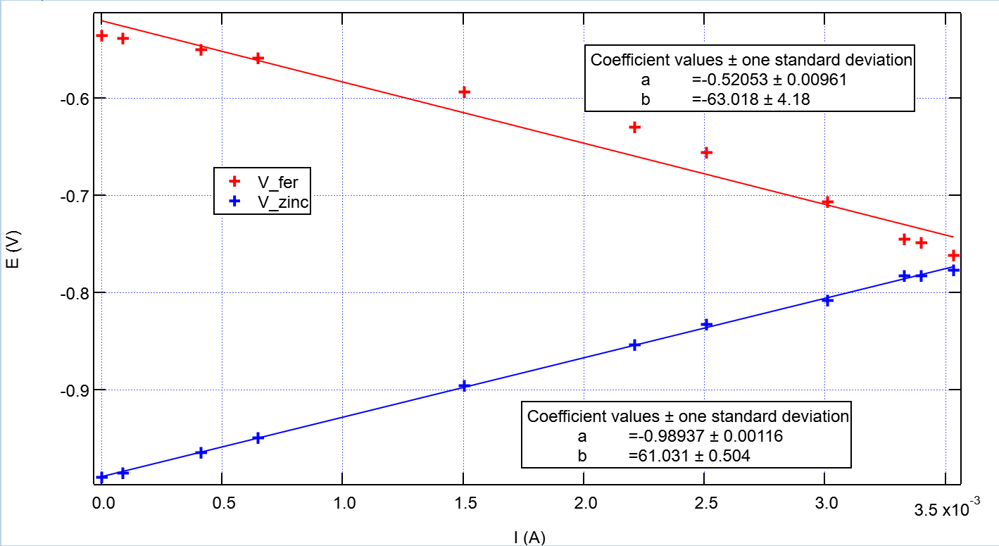 Coefficient values ± one standard deviation
a =-0.52053 ± 0.00961
b =-63.018 ± 4.18
-0.6
V_fer
V_zinc
-0.7
E (V)
-0.8
-0.9
Coefficient values ± one standard deviation
a =-0.98937 ± 0.00116
b =61.031 ± 0.504
0.0 0.5 1.0 1.5 2.0 2.5 3.0 3.5 x10⁻³
I (A)